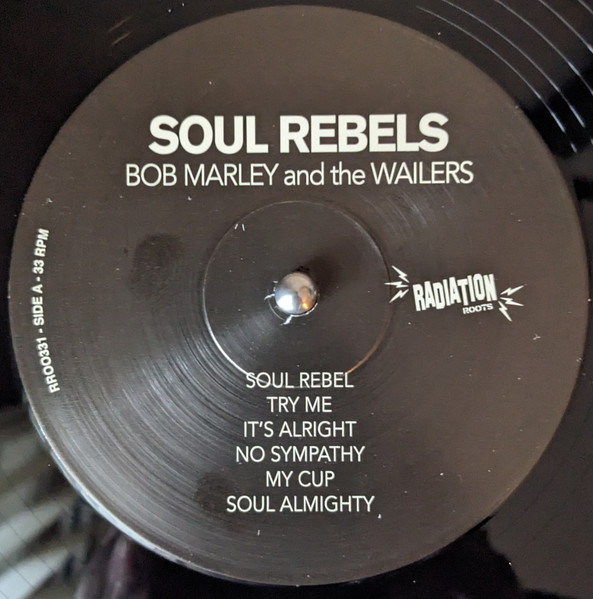 SOUL REBELS
BOB MARLEY and the WAILERS
RROO331 - SIDE A - 33 RPM
RADIATION
ROOTS
SOUL REBEL
TRY ME
IT'S ALRIGHT
NO SYMPATHY
MY CUP
SOUL ALMIGHTY